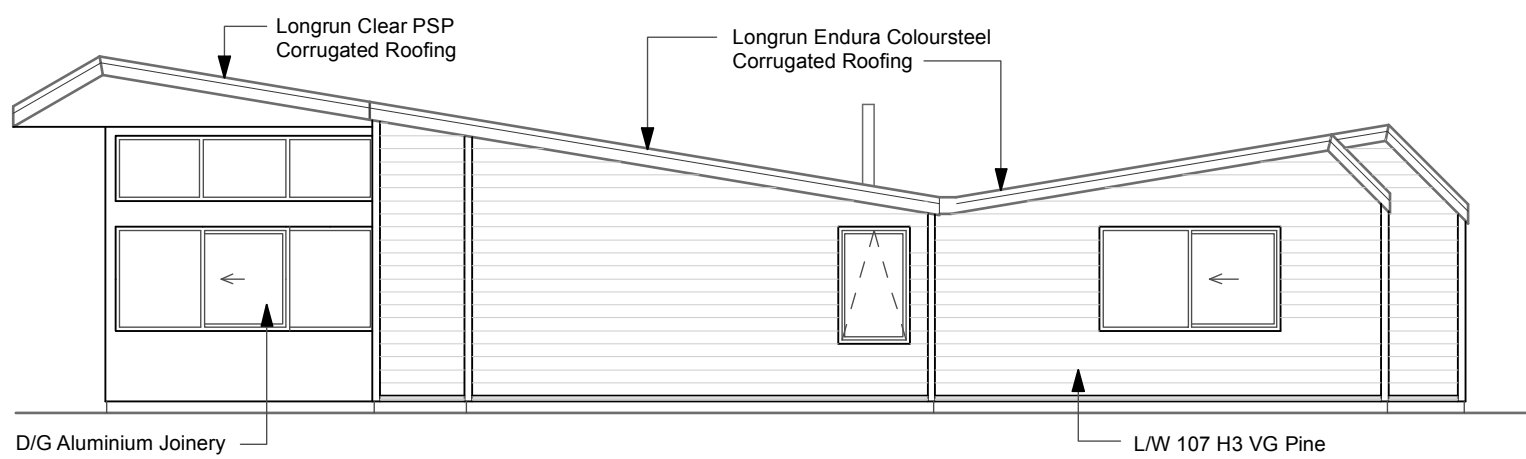 Longrun Clear PSP
Corrugated Roofing
Longrun Endura Coloursteel
Corrugated Roofing
D/G Aluminium Joinery
L/W 107 H3 VG Pine